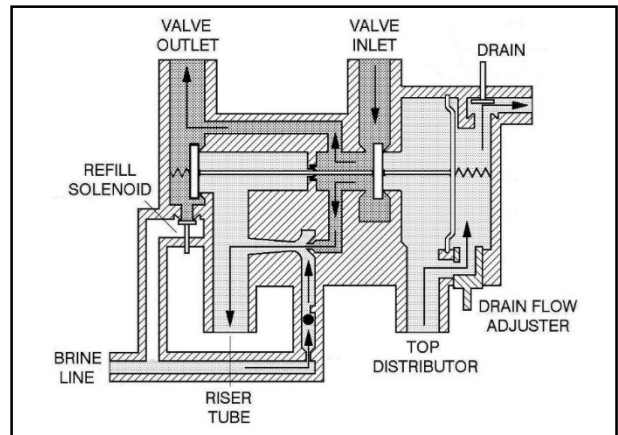 VALVE
OUTLET
VALVE
INLET
DRAIN
REFILL
SOLENOID
DRAIN FLOW
ADJUSTER
BRINE
LINE
TOP
DISTRIBUTOR
RISER
TUBE